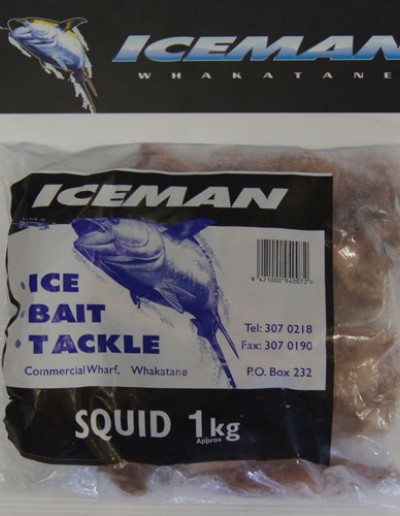 ICEMAN
WHAKATANE
ICEMAN
· ICE
· BAIT
· TACKLE
Tel: 307 0218
Fax: 307 0190
Commercial Wharf, Whakatane
P.O. Box 232
SQUID 1kg
Approx